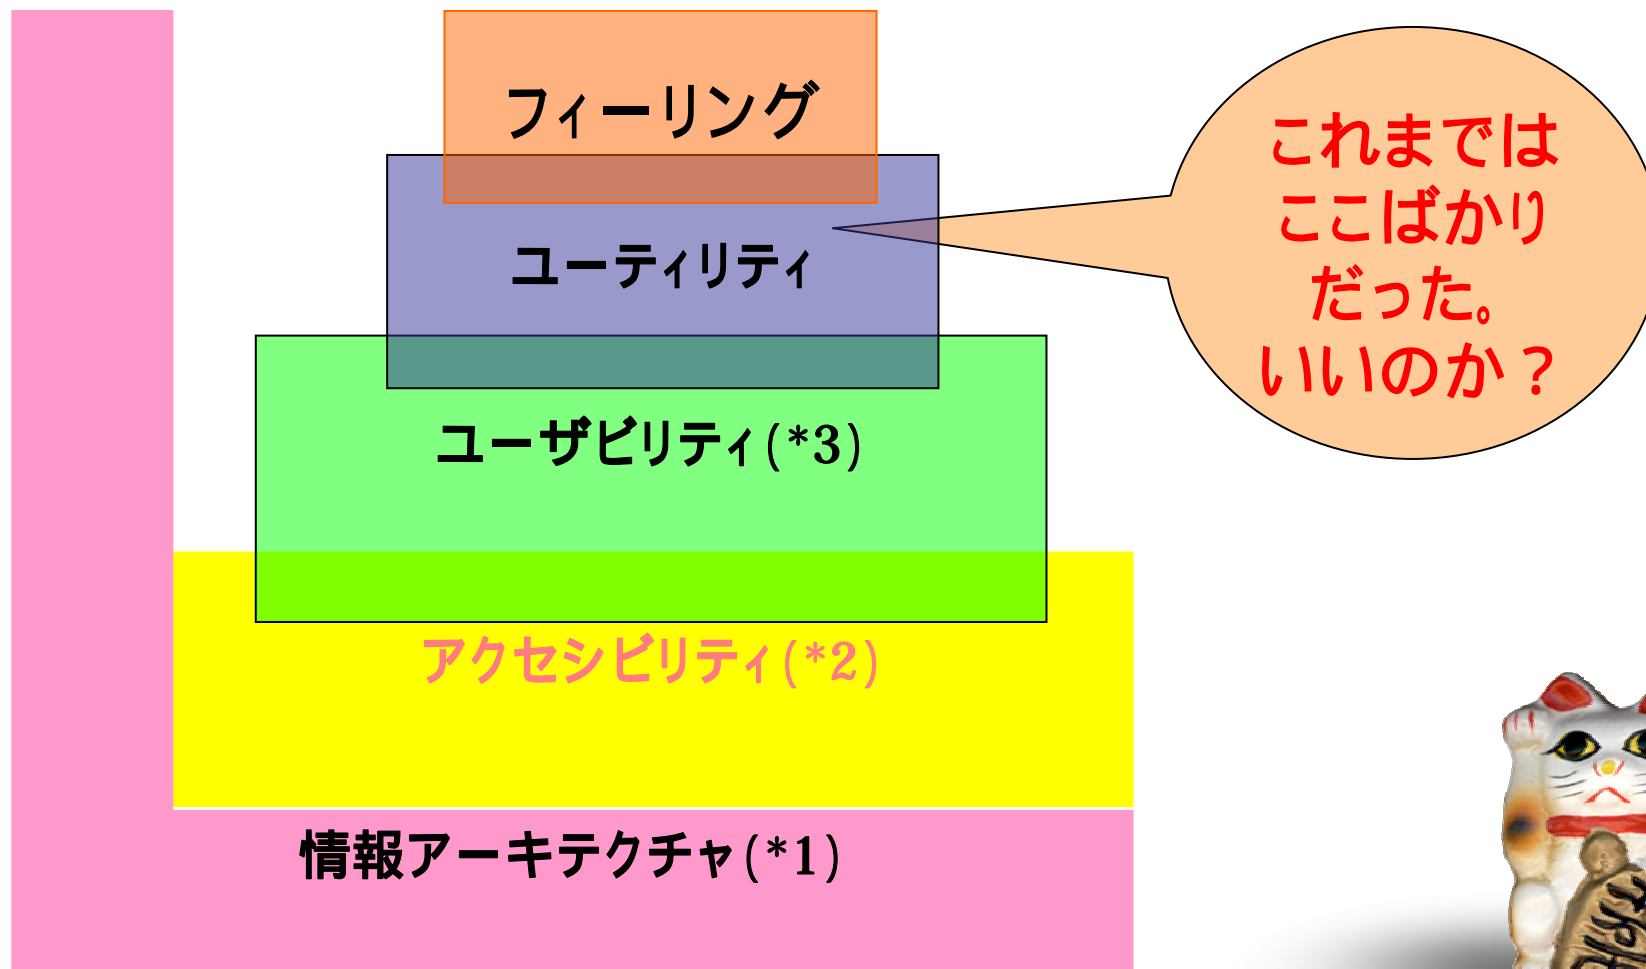 フィーリング
ユーティリティ
ユーザビリティ(*3)
アクセシビリティ(*2)
情報アーキテクチャ(*1)
これまでは
ここばかり
だった。
いいのか？